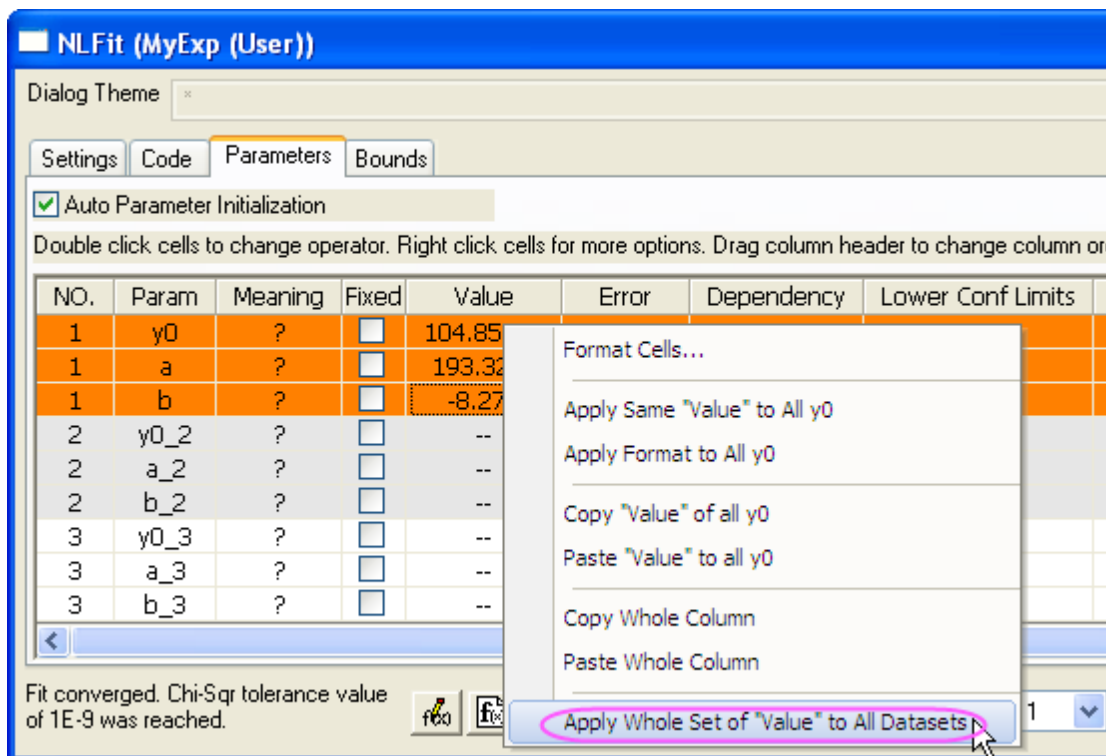 NLFit (MyExp (User))
Dialog Theme *
Settings Code Parameters Bounds
Auto Parameter Initialization
Double click cells to change operator. Right click cells for more options. Drag column header to change column or
NO. Param Meaning Fixed Value Error Dependency Lower Conf Limits
1 y0 ? 104.85
1 a ? 193.32
1 b ? -8.27
2 y0_2 ? --
2 a_2 ? --
2 b_2 ? --
3 y0_3 ? --
3 a_3 ? --
3 b_3 ? --
Format Cells...
Apply Same "Value" to All y0
Apply Format to All y0
Copy "Value" of all y0
Paste "Value" to all y0
Copy Whole Column
Paste Whole Column
Apply Whole Set of "Value" to All Datasets
Fit converged. Chi-Sqr tolerance value
of 1E-9 was reached.
1